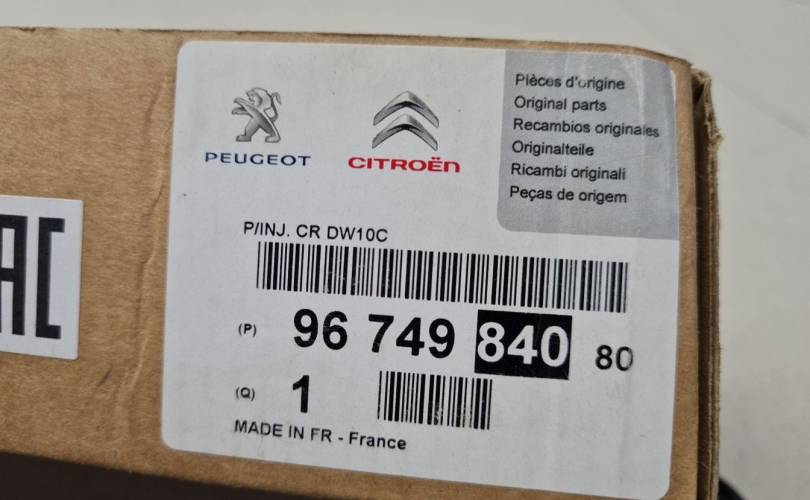 PEUGEOT
CITROËN
Pièces d'origine
Original parts
Recambios originales
Originalteile
Ricambi originali
Peças de origem
P/INJ. CR DW10C
(P) 96 749 840 80
(Q) 1
MADE IN FR - France